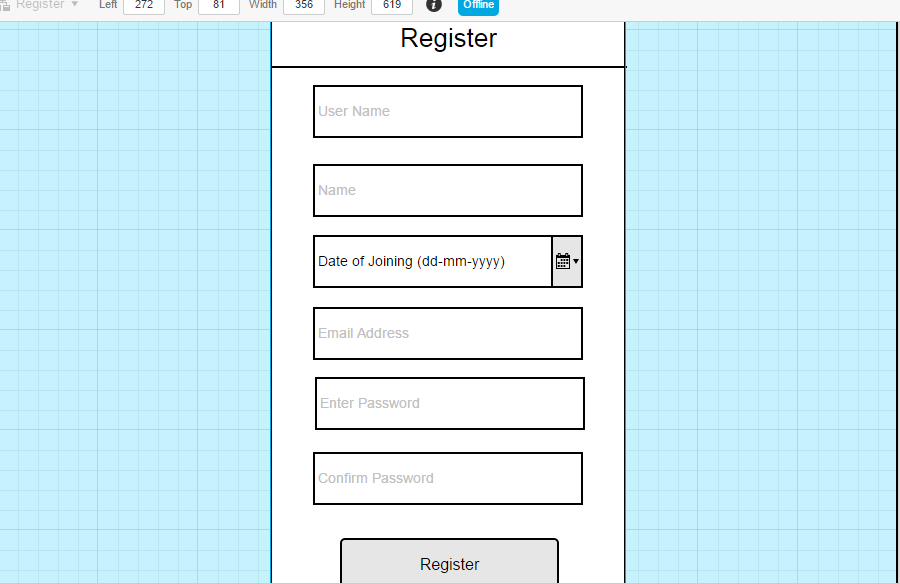 Register Left 272 Top 81 Width 356 Height 619 Offline
Register
User Name
Name
Date of Joining (dd-mm-yyyy)
Email Address
Enter Password
Confirm Password
Register